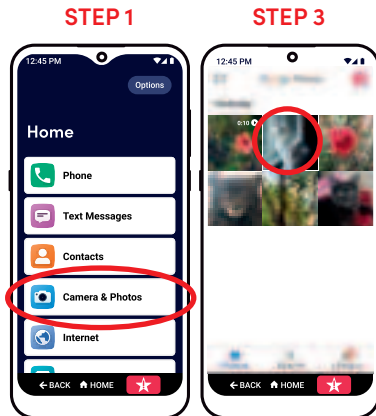 STEP 1
STEP 3
12:45 PM
Options
Home
Phone
Text Messages
Contacts
Camera & Photos
Internet
BACK HOME
12:45 PM
0:10
BACK HOME